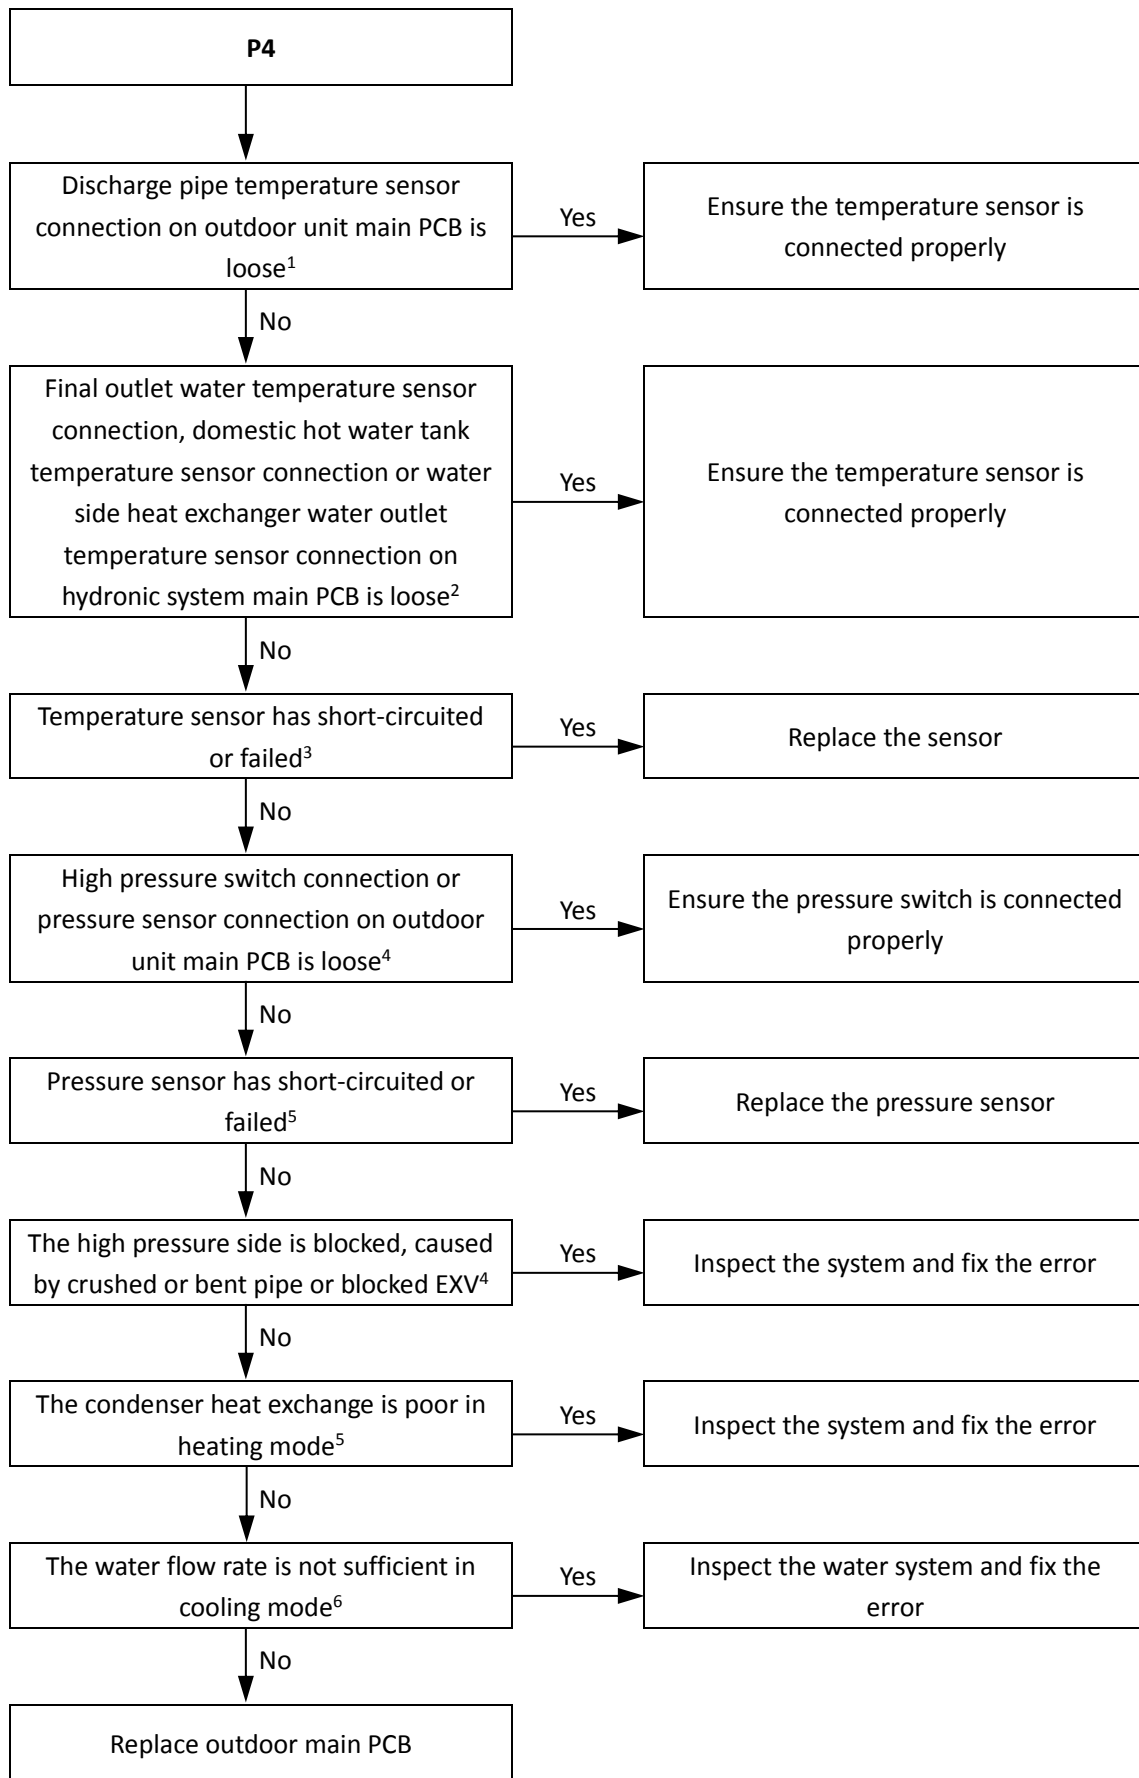 P4
Discharge pipe temperature sensor
connection on outdoor unit main PCB is
loose¹
Yes
Ensure the temperature sensor is
connected properly
No
Final outlet water temperature sensor
connection, domestic hot water tank
temperature sensor connection or water
side heat exchanger water outlet
temperature sensor connection on
hydronic system main PCB is loose²
Yes
Ensure the temperature sensor is
connected properly
No
Temperature sensor has short-circuited
or failed³
Yes
Replace the sensor
No
High pressure switch connection or
pressure sensor connection on outdoor
unit main PCB is loose⁴
Yes
Ensure the pressure switch is connected
properly
No
Pressure sensor has short-circuited or
failed⁵
Yes
Replace the pressure sensor
No
The high pressure side is blocked, caused
by crushed or bent pipe or blocked EXV⁴
Yes
Inspect the system and fix the error
No
The condenser heat exchange is poor in
heating mode⁵
Yes
Inspect the system and fix the error
No
The water flow rate is not sufficient in
cooling mode⁶
Yes
Inspect the water system and fix the
error
No
Replace outdoor main PCB